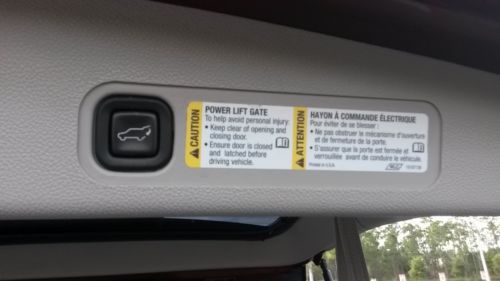 CAUTION
POWER LIFT GATE
To help avoid personal injury:
• Keep clear of opening and
closing door.
• Ensure door is closed
and latched before
driving vehicle.
ATTENTION
HAYON À COMMANDE ÉLECTRIQUE
Pour éviter de se blesser :
• Ne pas obstruer le mécanisme d'ouverture
et de fermeture de la porte.
• S'assurer que la porte est fermée et
verrouillée avant de conduire le véhicule.
Printed in U.S.A.